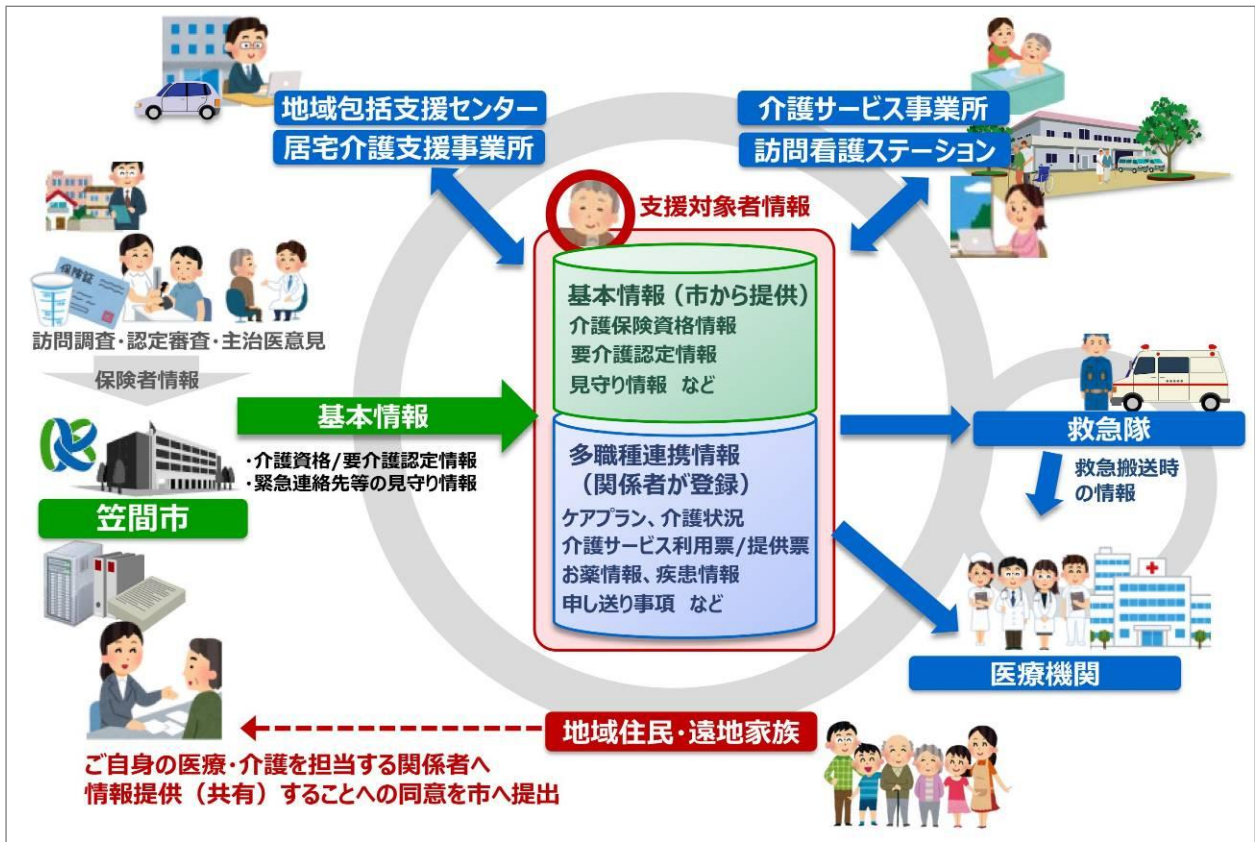 地域包括支援センター
居宅介護支援事業所
介護サービス事業所
訪問看護ステーション
支援対象者情報
基本情報（市から提供）
介護保険資格情報
要介護認定情報
見守り情報 など
多職種連携情報
（関係者が登録）
ケアプラン、介護状況
介護サービス利用票/提供票
お薬情報、疾患情報
申し送り事項 など
保険証
訪問調査・認定審査・主治医意見
保険者情報
基本情報
・介護資格/要介護認定情報
・緊急連絡先等の見守り情報
笠間市
救急隊
救急搬送時
の情報
医療機関
地域住民・遠地家族
ご自身の医療・介護を担当する関係者へ
情報提供（共有）することへの同意を市へ提出